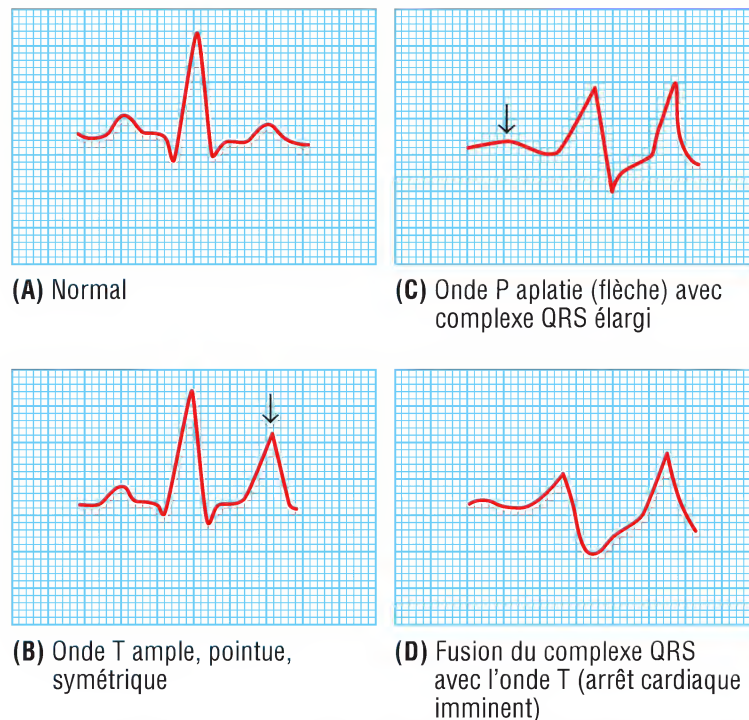 (A) Normal
(B) Onde T ample, pointue,
symétrique
(C) Onde P aplatie (flèche) avec
complexe QRS élargi
(D) Fusion du complexe QRS
avec l'onde T (arrêt cardiaque
imminent)